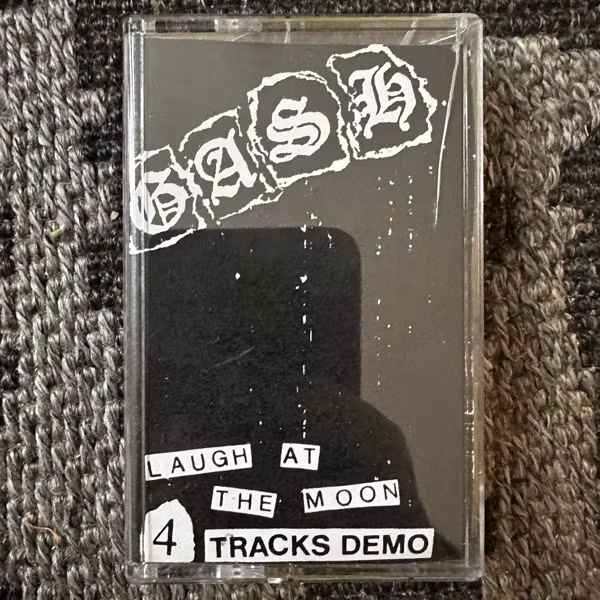 GASH
LAUGH AT
THE MOON
4 TRACKS DEMO